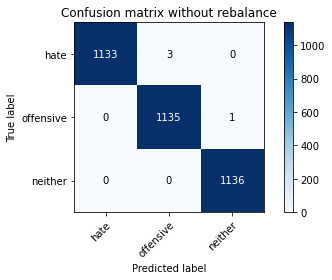 Confusion matrix without rebalance
hate 1133 3 0
offensive 0 1135 1
neither 0 0 1136
hate offensive neither
True label
Predicted label
1000
800
600
400
200
0